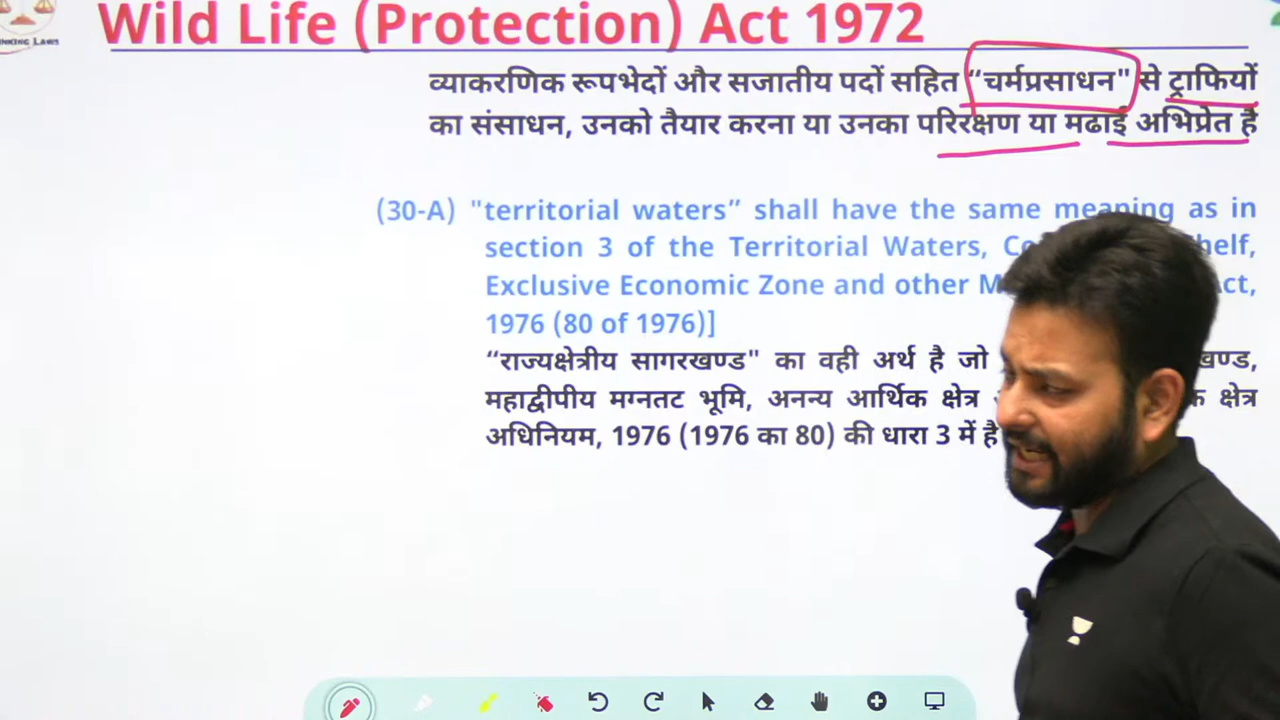 NKING LAWS
Wild Life (Protection) Act 1972
व्याकरणिक रूपभेदों और सजातीय पदों सहित “चर्मप्रसाधन" से ट्राफियों
का संसाधन, उनको तैयार करना या उनका परिरक्षण या मढाई अभिप्रेत है
(30-A) "territorial waters” shall have the same meaning as in
section 3 of the Territorial Waters, helf,
Exclusive Economic Zone and other
1976 (80 of 1976)]
“राज्यक्षेत्रीय सागरखण्ड" का वही अर्थ है जो
महाद्वीपीय मग्नतट भूमि, अनन्य आर्थिक क्षेत्र क्षेत्र
अधिनियम, 1976 (1976 का 80) की धारा 3 में है